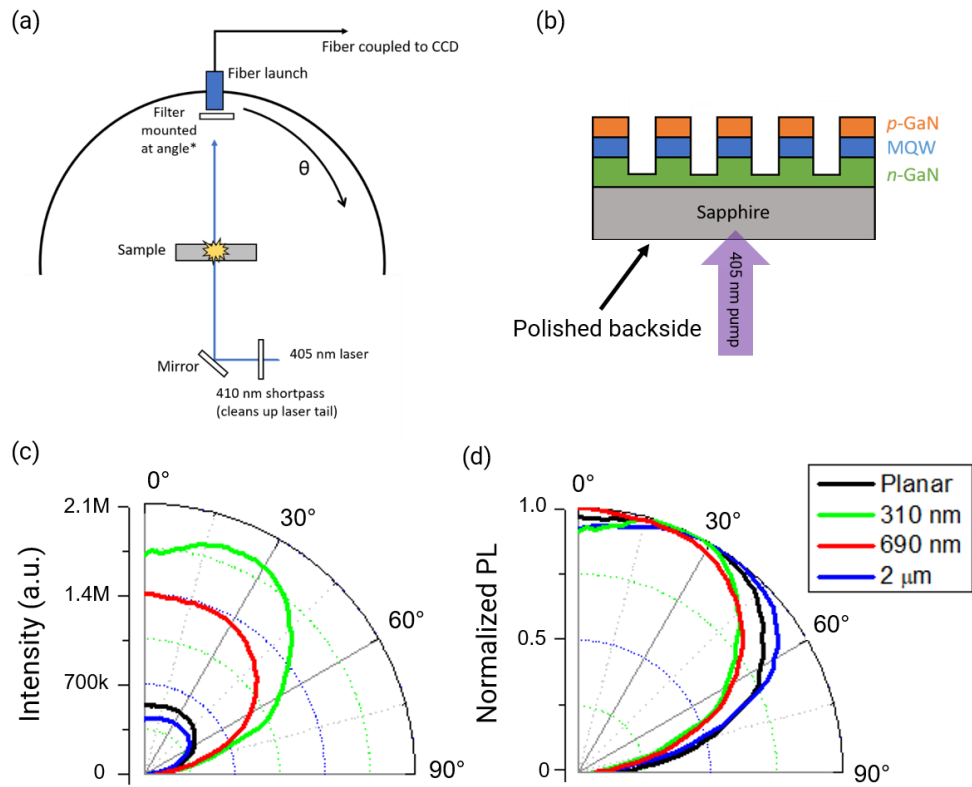 (a)
Fiber coupled to CCD
Fiber launch
Filter
mounted
at angle*
θ
Sample
405 nm laser
Mirror
410 nm shortpass
(cleans up laser tail)
(b)
p-GaN
MQW
n-GaN
Sapphire
405 nm pump
Polished backside
(c)
0°
2.1M
30°
1.4M
60°
700k
0
90°
Intensity (a.u.)
(d)
Planar
310 nm
690 nm
2 μm
0°
1.0
30°
60°
0.5
0
90°
Normalized PL